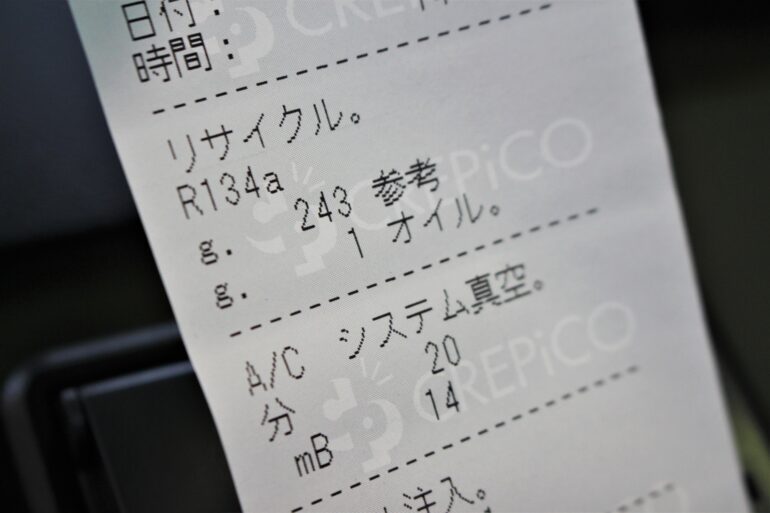 日付:
時間:
リサイクル。
R134a
g. 243 参考
g. 1 オイル。
A/C システム真空。
分 20
mB 14
注入。
CREPiCO
CREPiCO